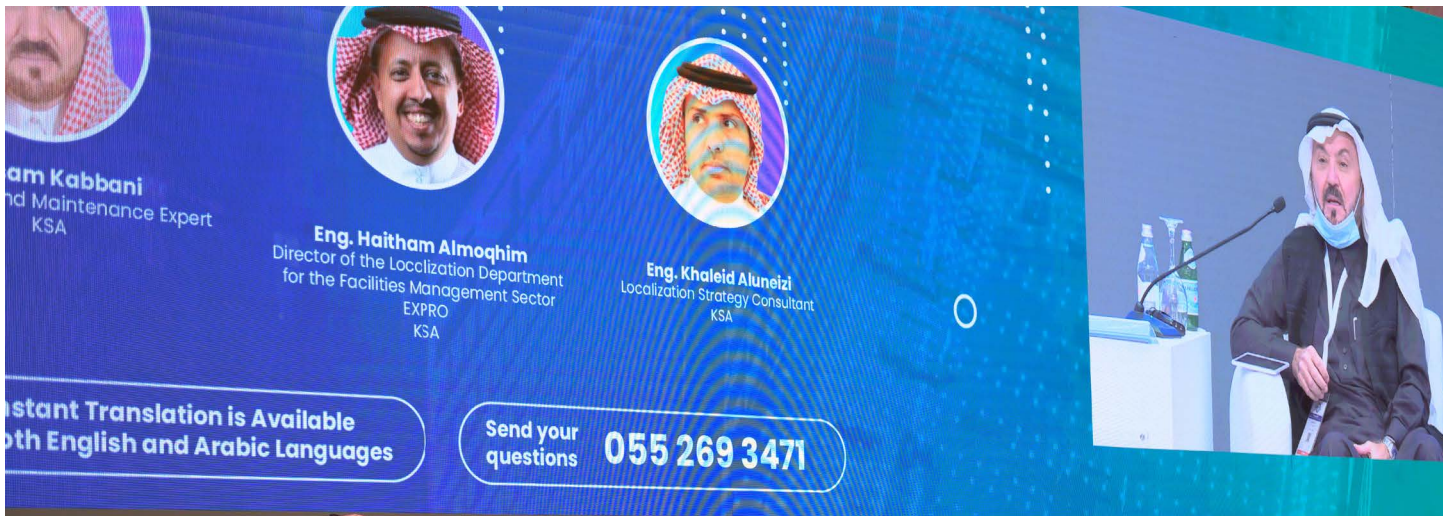 am Kabbani
nd Maintenance Expert
KSA
Eng. Haitham Almoqhim
Director of the Locclization Department
for the Facilities Management Sector
EXPRO
KSA
Eng. Khaleid Aluneizi
Localization Strategy Consultant
KSA
nstant Translation is Available
oth English and Arabic Languages
Send your
questions
055 269 3471